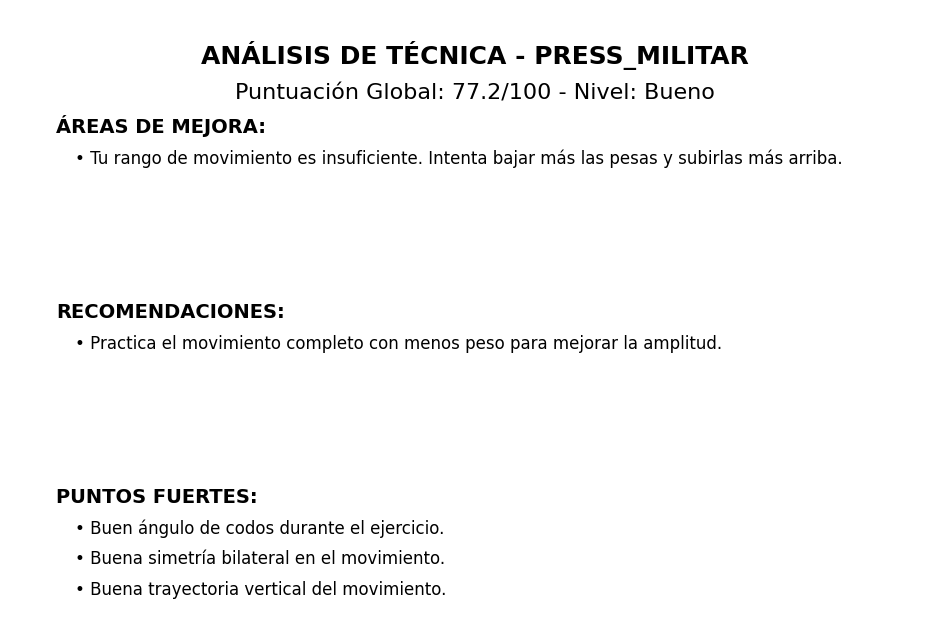 ANÁLISIS DE TÉCNICA - PRESS_MILITAR
Puntuación Global: 77.2/100 - Nivel: Bueno
ÁREAS DE MEJORA:
• Tu rango de movimiento es insuficiente. Intenta bajar más las pesas y subirlas más arriba.
RECOMENDACIONES:
• Practica el movimiento completo con menos peso para mejorar la amplitud.
PUNTOS FUERTES:
• Buen ángulo de codos durante el ejercicio.
• Buena simetría bilateral en el movimiento.
• Buena trayectoria vertical del movimiento.